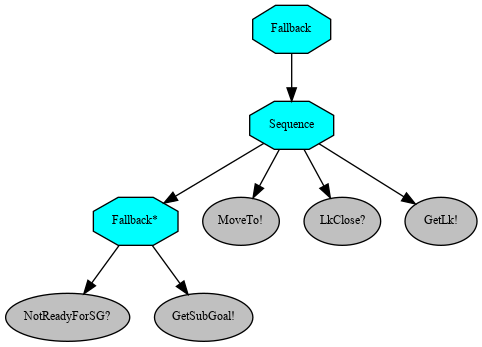 Fallback
Sequence
Fallback*
MoveTo!
LkClose?
GetLk!
NotReadyForSG?
GetSubGoal!